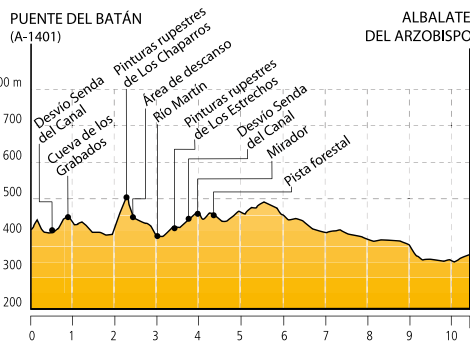 PUENTE DEL BATÁN
(A-1401)
ALBALATE
DEL ARZOBISPO
Desvío Senda
del Canal
Cueva de los
Grabados
Pinturas rupestres
de Los Chaparros
Área de descanso
Río Martín
Pinturas rupestres
de Los Estrechos
Desvío Senda
del Canal
Mirador
Pista forestal
00 m
700
600
500
400
300
200
0 1 2 3 4 5 6 7 8 9 10